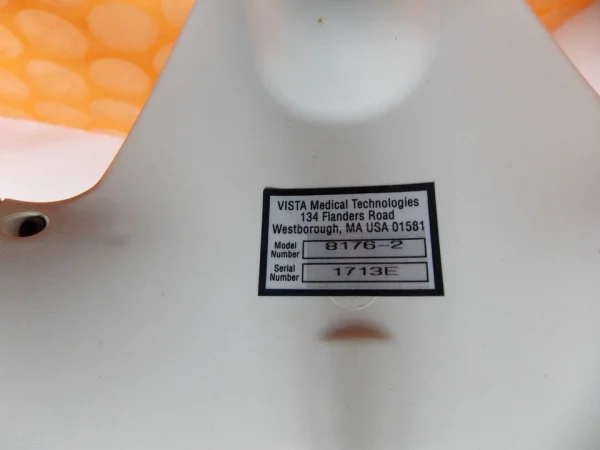 VISTA Medical Technologies
134 Flanders Road
Westborough, MA USA 01581
Model Number 8176-2
Serial Number 1713E